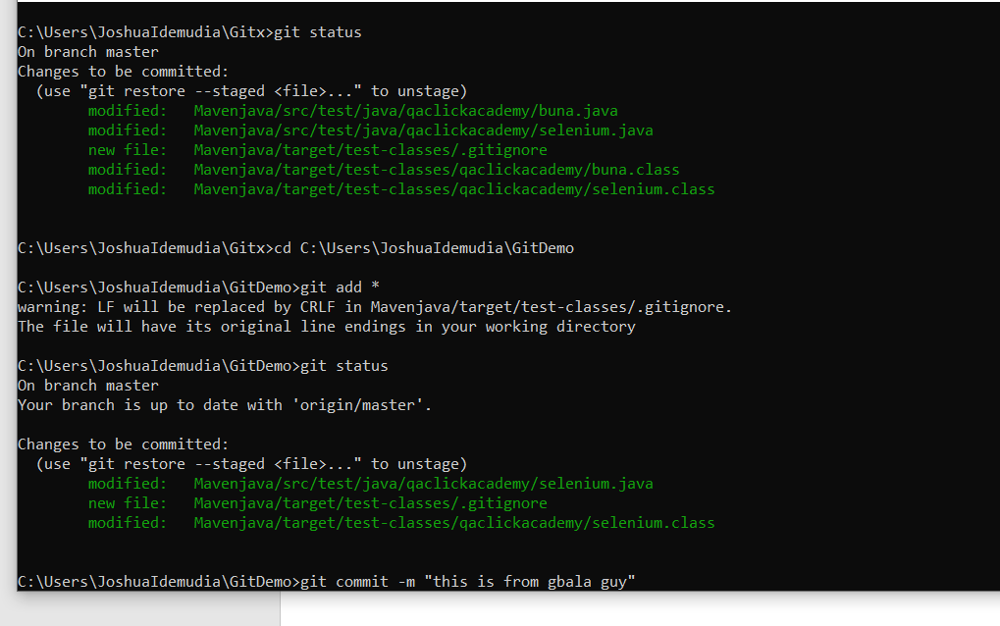 C:\Users\JoshuaIdemudia\Gitx>git status
On branch master
Changes to be committed:
  (use "git restore --staged <file>..." to unstage)
        modified:   Mavenjava/src/test/java/qaclickacademy/buna.java
        modified:   Mavenjava/src/test/java/qaclickacademy/selenium.java
        new file:   Mavenjava/target/test-classes/.gitignore
        modified:   Mavenjava/target/test-classes/qaclickacademy/buna.class
        modified:   Mavenjava/target/test-classes/qaclickacademy/selenium.class
C:\Users\JoshuaIdemudia\Gitx>cd C:\Users\JoshuaIdemudia\GitDemo
C:\Users\JoshuaIdemudia\GitDemo>git add *
warning: LF will be replaced by CRLF in Mavenjava/target/test-classes/.gitignore.
The file will have its original line endings in your working directory
C:\Users\JoshuaIdemudia\GitDemo>git status
On branch master
Your branch is up to date with 'origin/master'.
Changes to be committed:
  (use "git restore --staged <file>..." to unstage)
        modified:   Mavenjava/src/test/java/qaclickacademy/selenium.java
        new file:   Mavenjava/target/test-classes/.gitignore
        modified:   Mavenjava/target/test-classes/qaclickacademy/selenium.class
C:\Users\JoshuaIdemudia\GitDemo>git commit -m "this is from gbala guy"